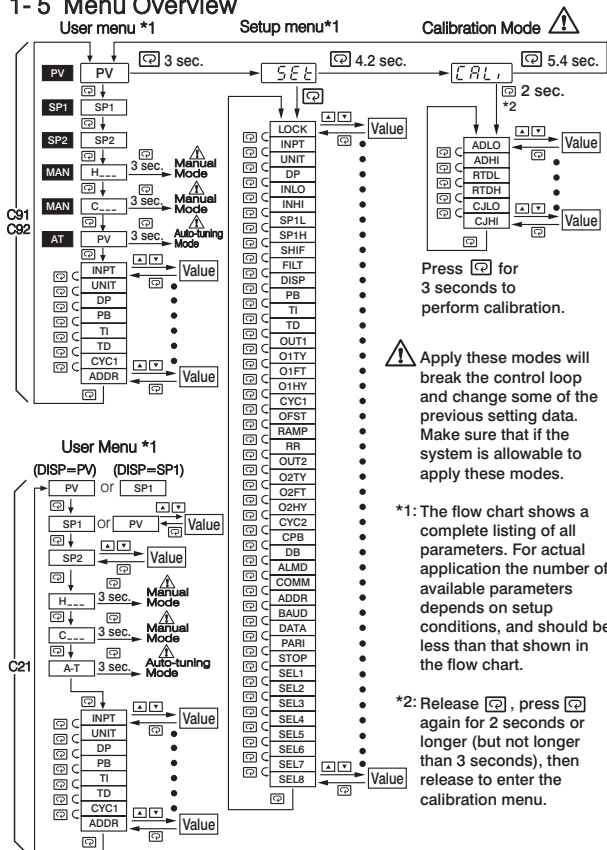 1- 5 Menu Overview
User menu *1
Setup menu*1
Calibration Mode
PV
PV
3 sec.
SEt
4.2 sec.
CALi
5.4 sec.
2 sec.
*2
SP1
SP1
SP2
SP2
MAN
H_ _ _
3 sec.
Manual
Mode
MAN
C_ _ _
3 sec.
Manual
Mode
AT
PV
3 sec.
Auto-tuning
Mode
C91
C92
INPT
UNIT
DP
PB
TI
TD
CYC1
ADDR
Value
Value
LOCK
INPT
UNIT
DP
INLO
INHI
SP1L
SP1H
SHIF
FILT
DISP
PB
TI
TD
OUT1
O1TY
O1FT
O1HY
CYC1
OFST
RAMP
RR
OUT2
O2TY
O2FT
O2HY
CYC2
CPB
DB
ALMD
COMM
ADDR
BAUD
DATA
PARI
STOP
SEL1
SEL2
SEL3
SEL4
SEL5
SEL6
SEL7
SEL8
Value
Value
ADLO
ADHI
RTDL
RTDH
CJLO
CJHI
Value
Value
Press for
3 seconds to
perform calibration.
Apply these modes will
break the control loop
and change some of the
previous setting data.
Make sure that if the
system is allowable to
apply these modes.
*1: The flow chart shows a
complete listing of all
parameters. For actual
application the number of
available parameters
depends on setup
conditions, and should be
less than that shown in
the flow chart.
*2: Release , press
again for 2 seconds or
longer (but not longer
than 3 seconds), then
release to enter the
calibration menu.
User Menu *1
(DISP=PV) (DISP=SP1)
PV or SP1
SP1 or PV Value
SP2 Value
H_ _ _
3 sec.
Manual
Mode
C_ _ _
3 sec.
Manual
Mode
A-T
3 sec.
Auto-tuning
Mode
C21
INPT
UNIT
DP
PB
TI
TD
CYC1
ADDR
Value
Value